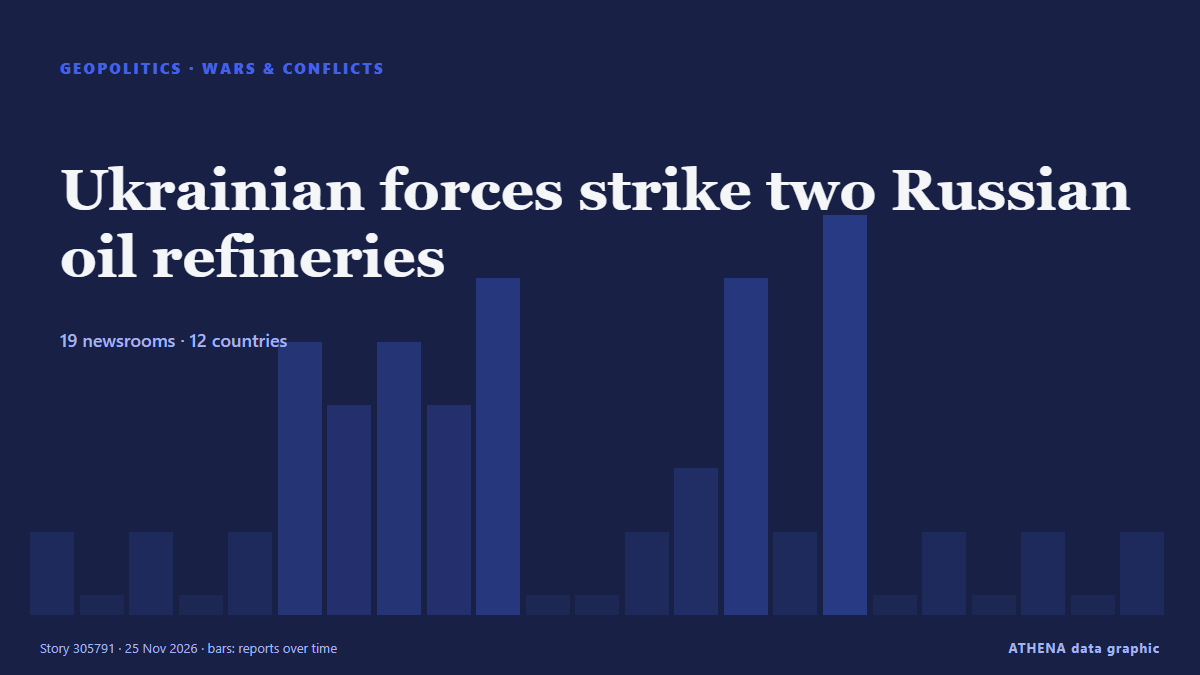 GEOPOLITICS · WARS & CONFLICTS
Ukrainian forces strike two Russian
oil refineries
19 newsrooms · 12 countries
Story 305791 · 25 Nov 2026 · bars: reports over time
ATHENA data graphic